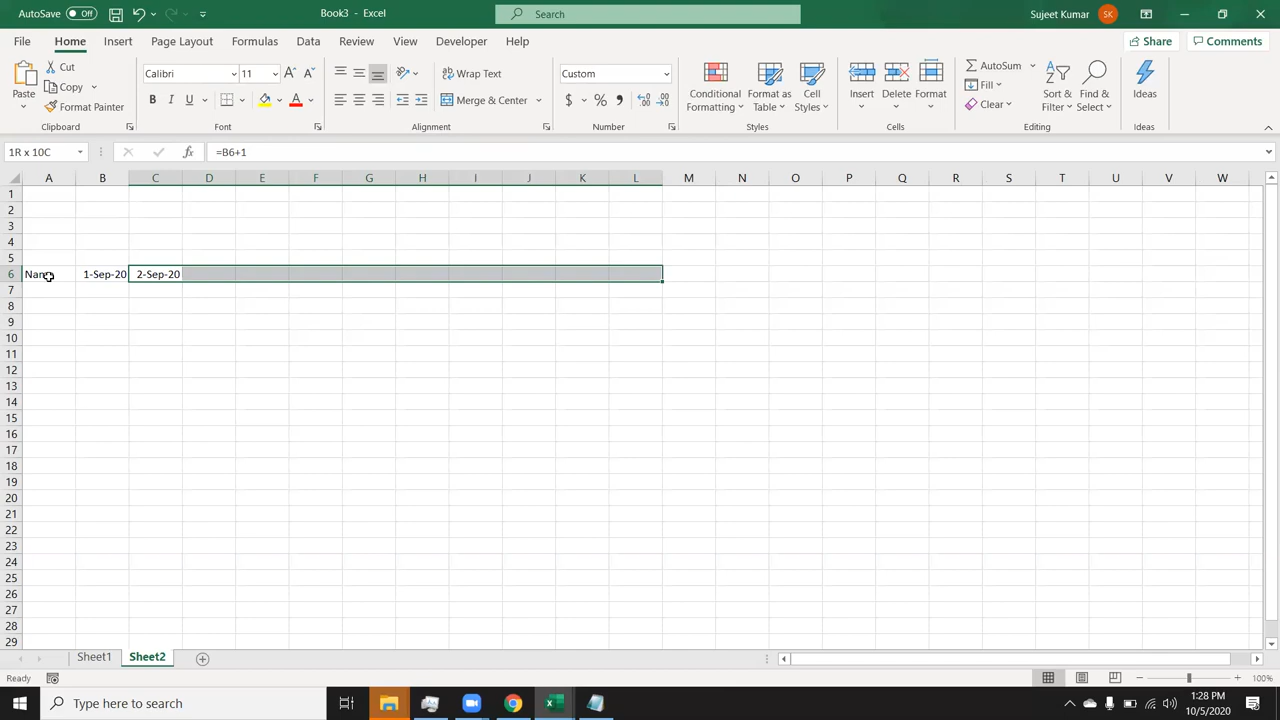 AutoSave Off Book3 - Excel Search Sujeet Kumar SK
File Home Insert Page Layout Formulas Data Review View Developer Help Share Comments
Paste Cut Copy Format Painter
Calibri 11 B I U A
Wrap Text Merge & Center
Custom $ % ,
Conditional Formatting Format as Table Cell Styles
Insert Delete Format
AutoSum Fill Clear Sort & Filter Find & Select Ideas
Clipboard Font Alignment Number Styles Cells Editing Ideas
1R x 10C fx =B6+1
A B C D E F G H I J K L M N O P Q R S T U V W
1
2
3
4
5
6 1-Sep-20 2-Sep-20
7
8
9
10
11
12
13
14
15
16
17
18
19
20
21
22
23
24
25
26
27
28
29
Sheet1 Sheet2
Ready 100%
Type here to search 1:28 PM
10/5/2020